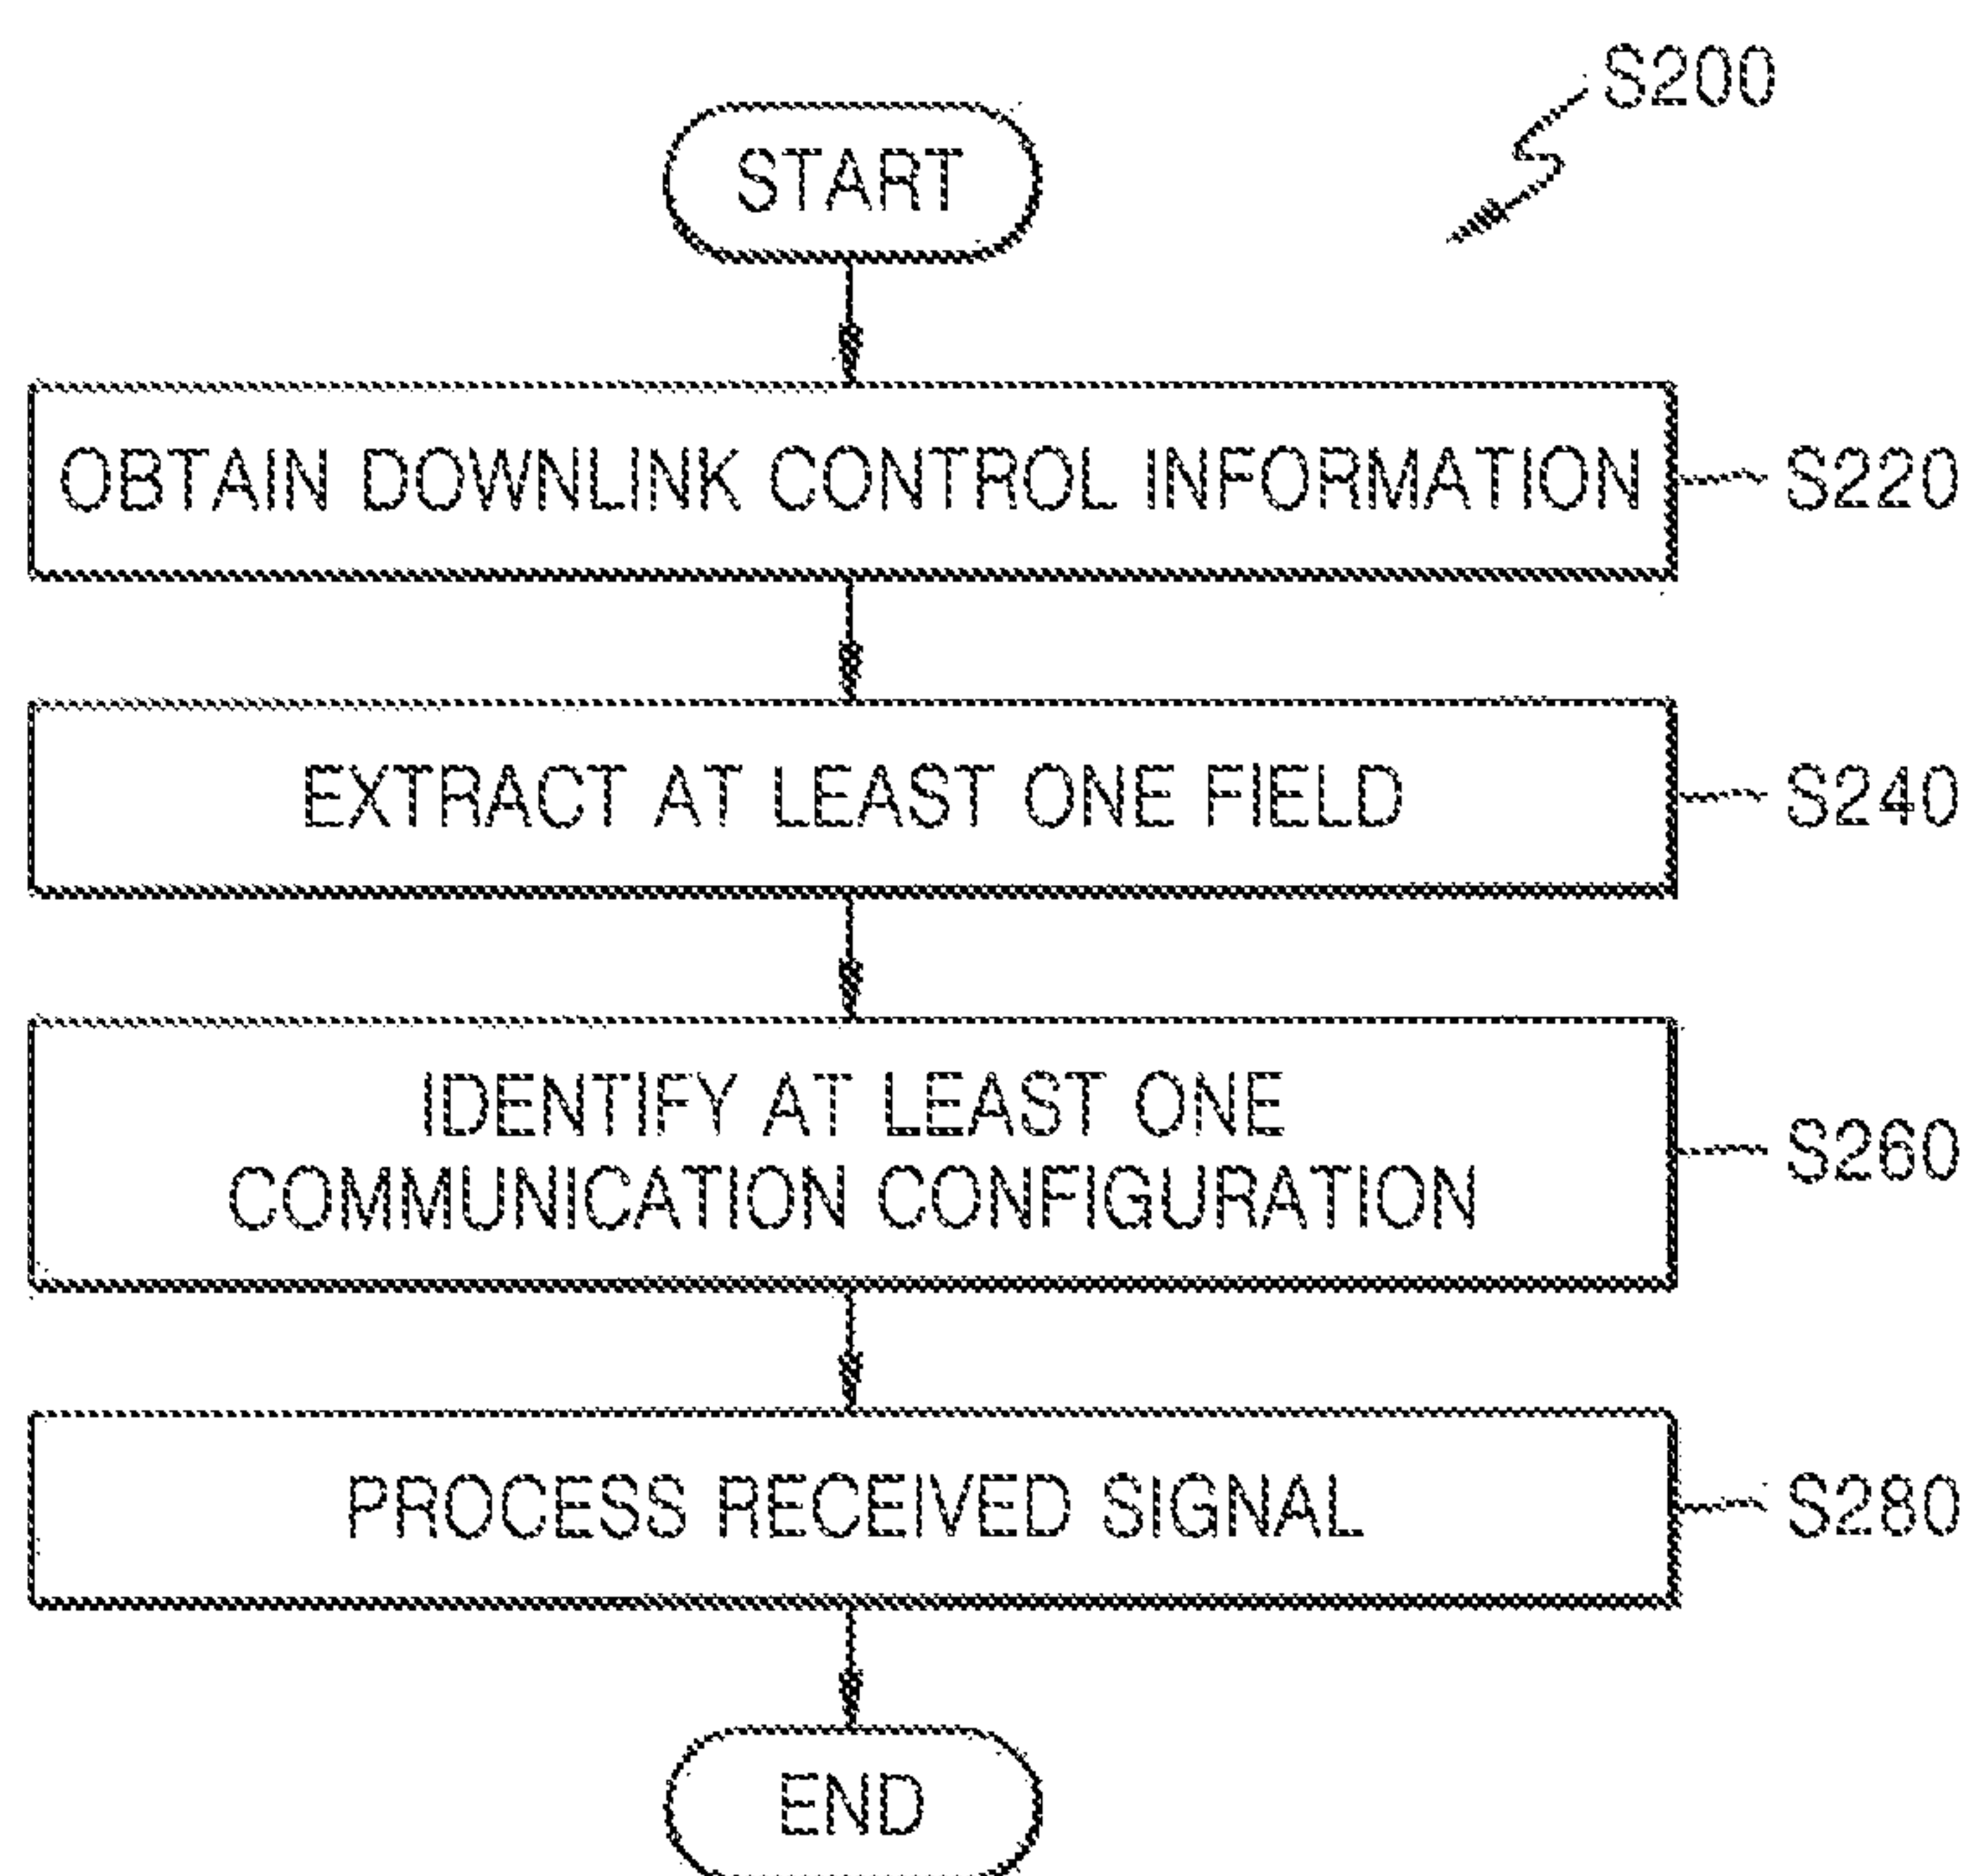 S200
START
OBTAIN DOWNLINK CONTROL INFORMATION
S220
EXTRACT AT LEAST ONE FIELD
S240
IDENTIFY AT LEAST ONE
COMMUNICATION CONFIGURATION
S260
PROCESS RECEIVED SIGNAL
S280
END